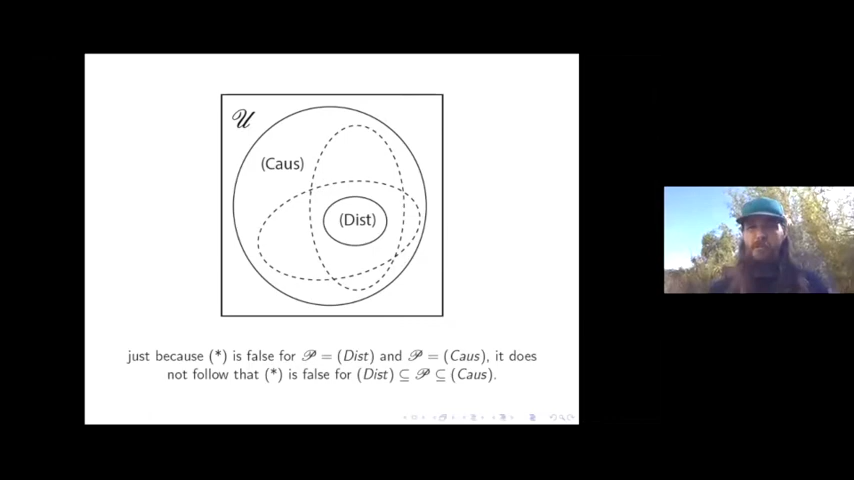 𝒰
(Caus)
(Dist)
just because (*) is false for 𝒫 = (Dist) and 𝒫 = (Caus), it does
not follow that (*) is false for (Dist) ⊆ 𝒫 ⊆ (Caus).